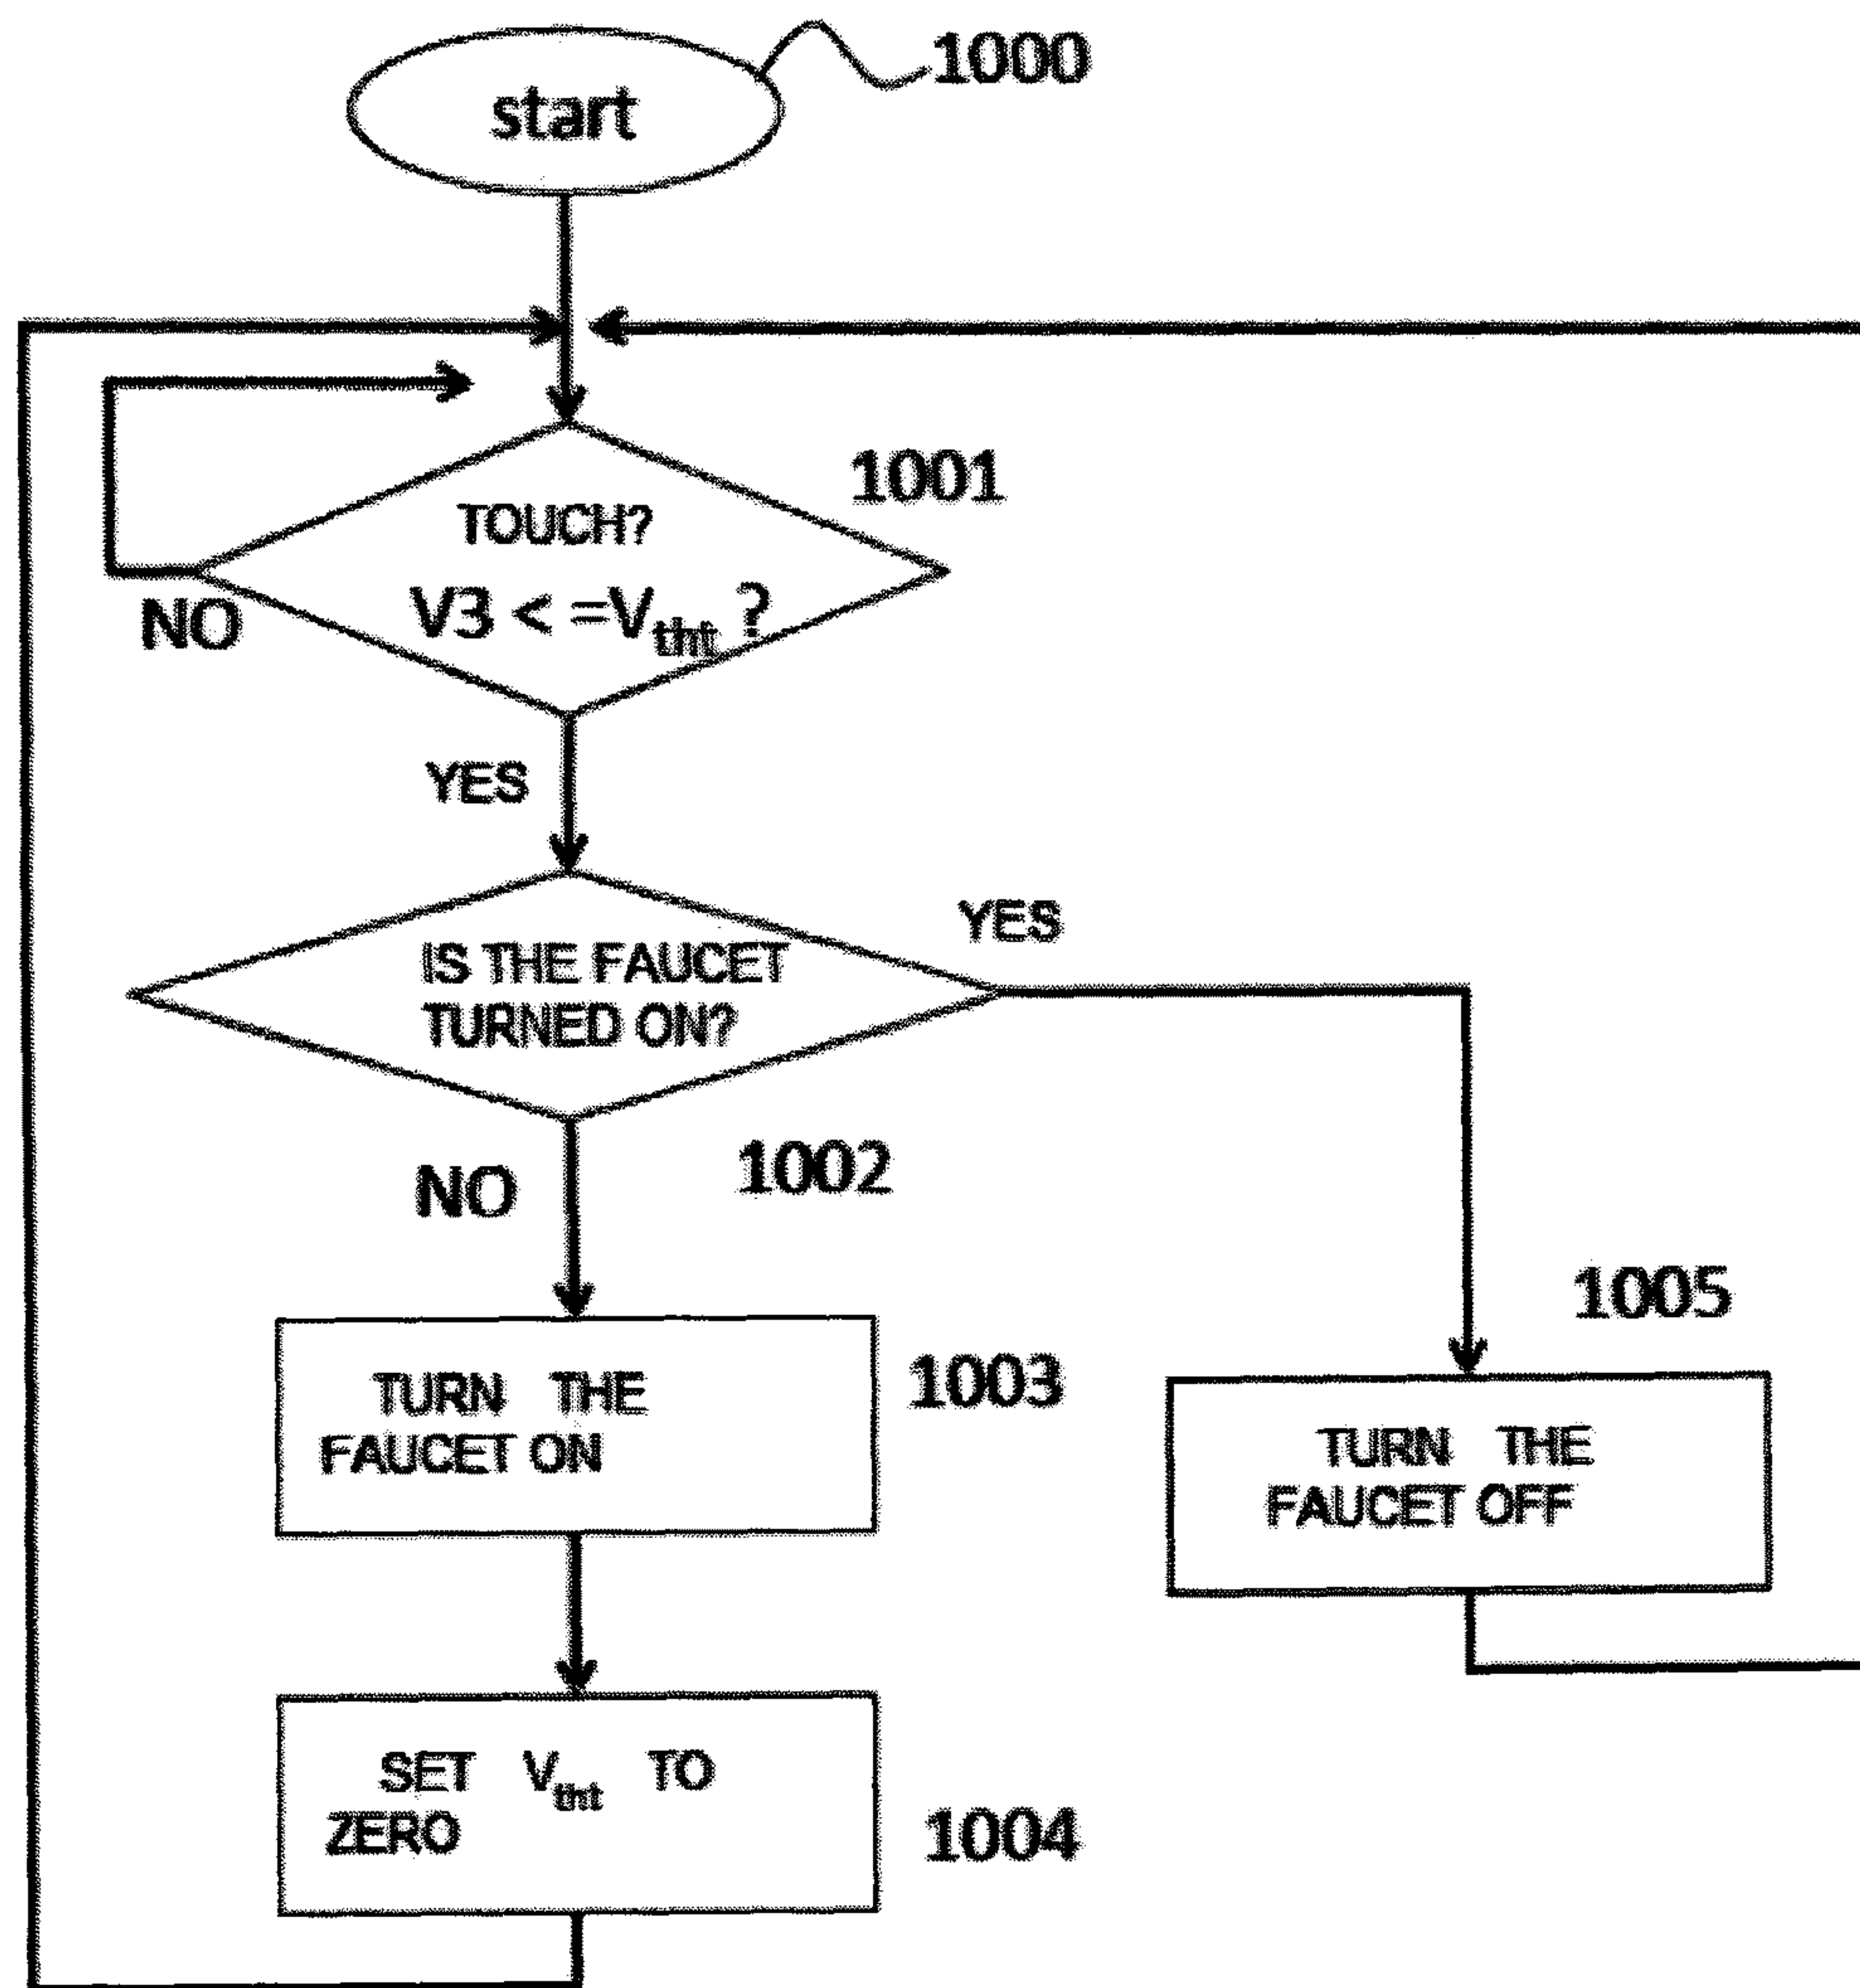 start
1000
1001
TOUCH?
V3 < =Vtht ?
NO
YES
YES
IS THE FAUCET
TURNED ON?
1002
NO
1005
1003
TURN THE
FAUCET ON
TURN THE
FAUCET OFF
SET Vtht TO
ZERO
1004